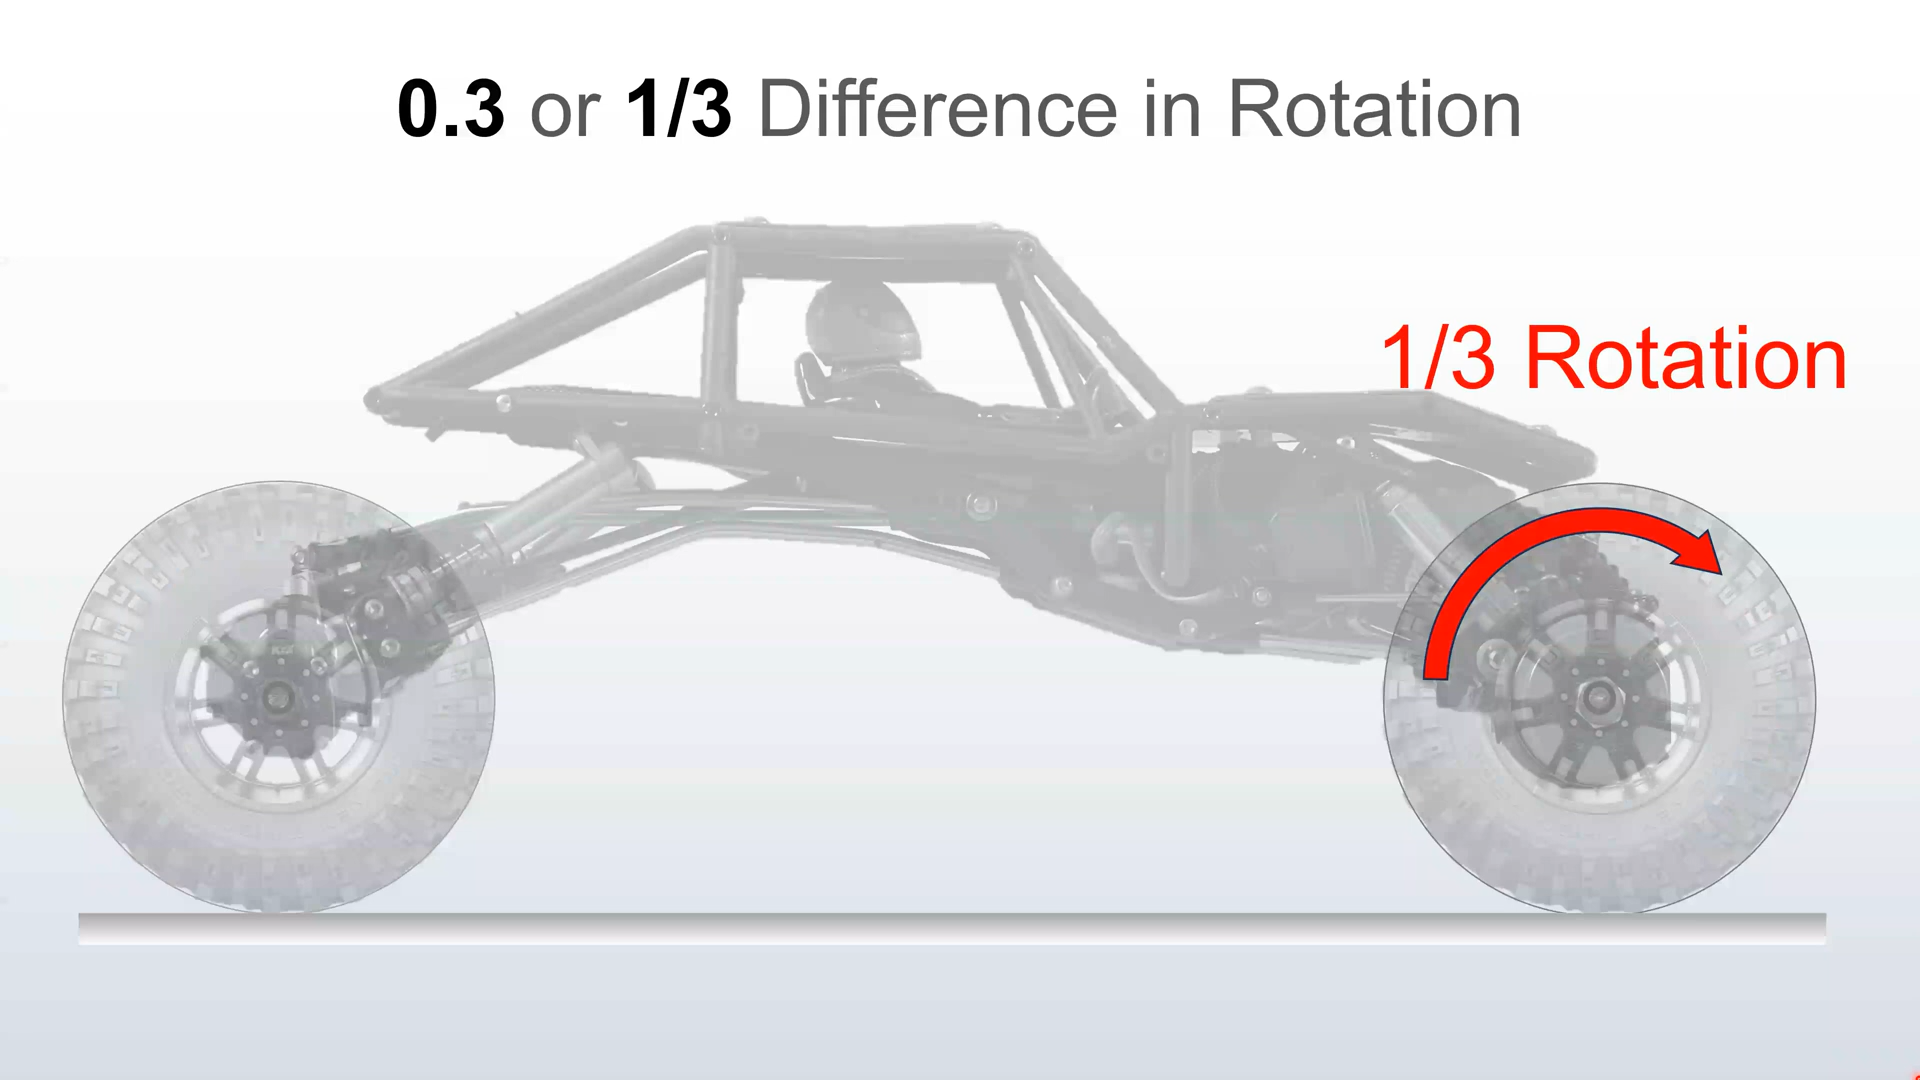 0.3 or 1/3 Difference in Rotation
1/3 Rotation